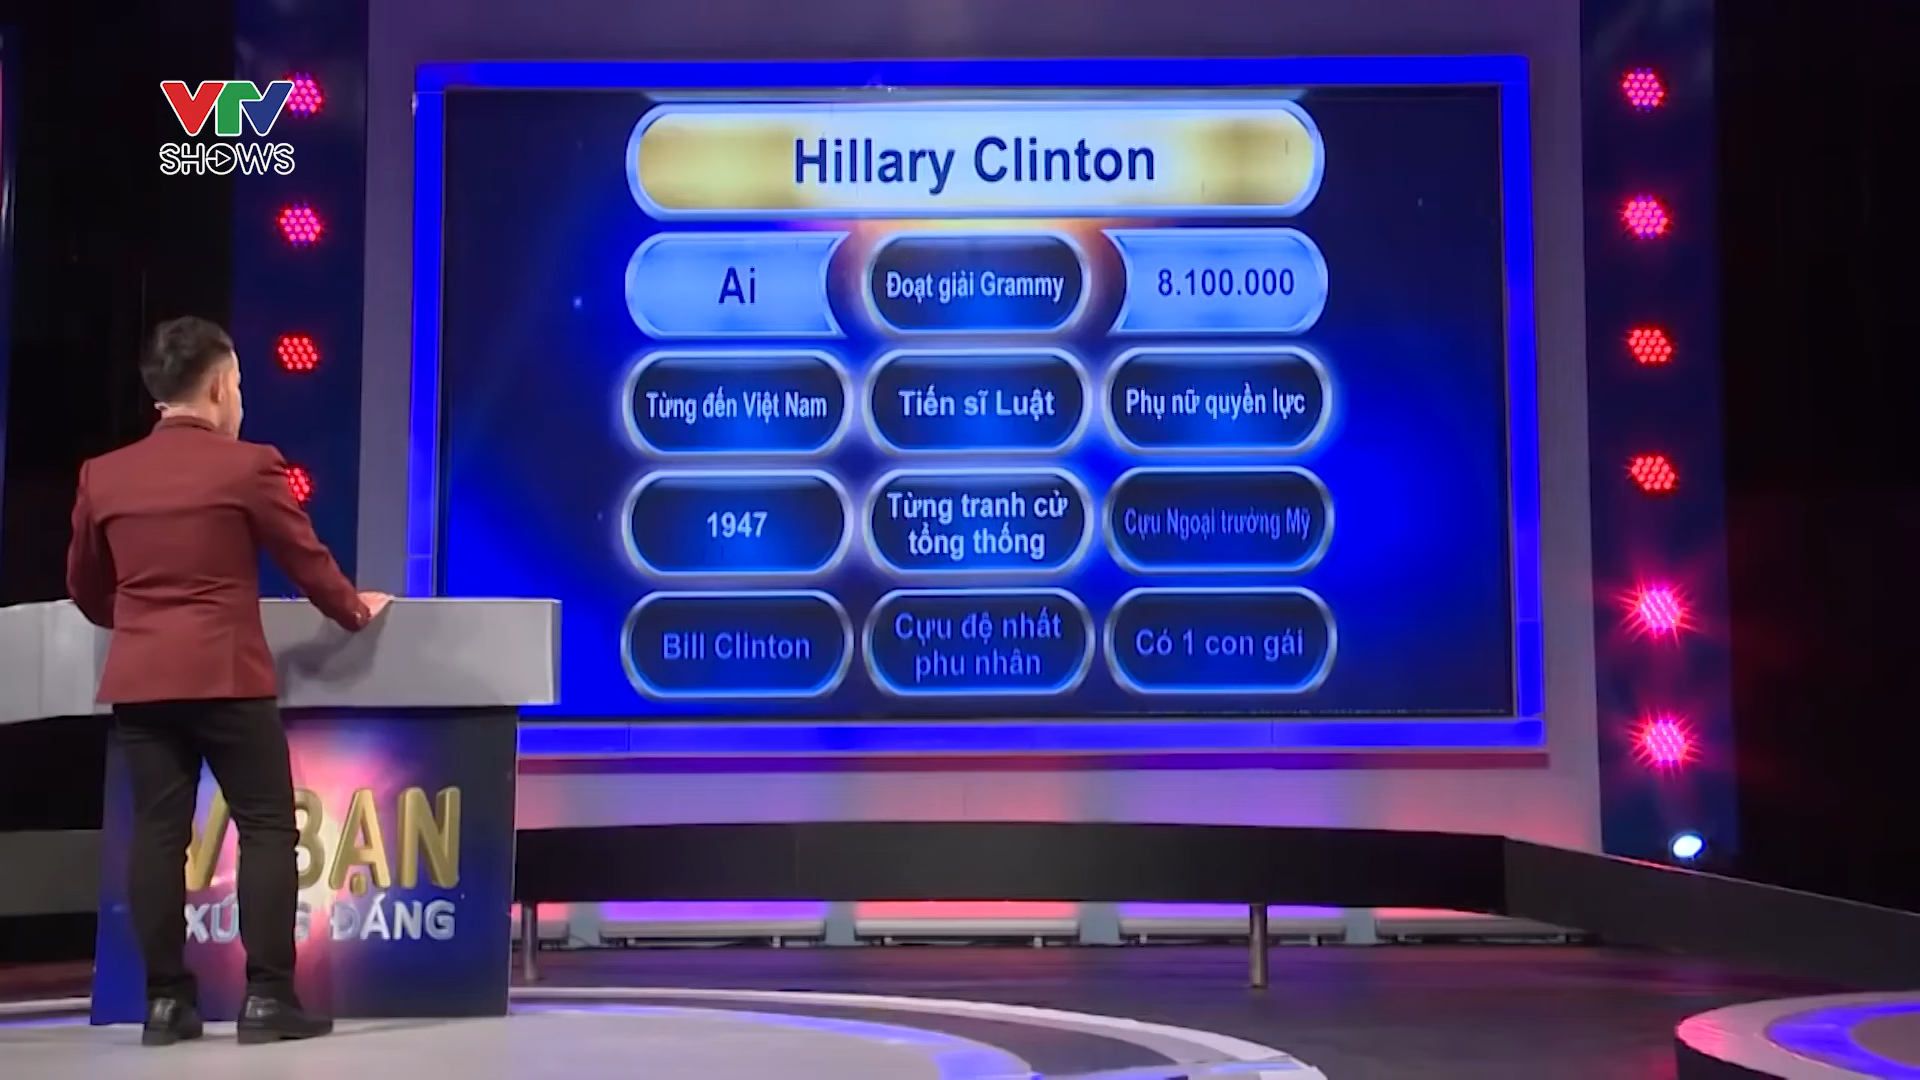 VTV
SHOWS
Hillary Clinton
Ai
Đoạt giải Grammy
8.100.000
Từng đến Việt Nam
Tiến sĩ Luật
Phụ nữ quyền lực
1947
Từng tranh cử
tổng thống
Cựu Ngoại trưởng Mỹ
Bill Clinton
Cựu đệ nhất
phu nhân
Có 1 con gái
BẠN
ĐÁNG